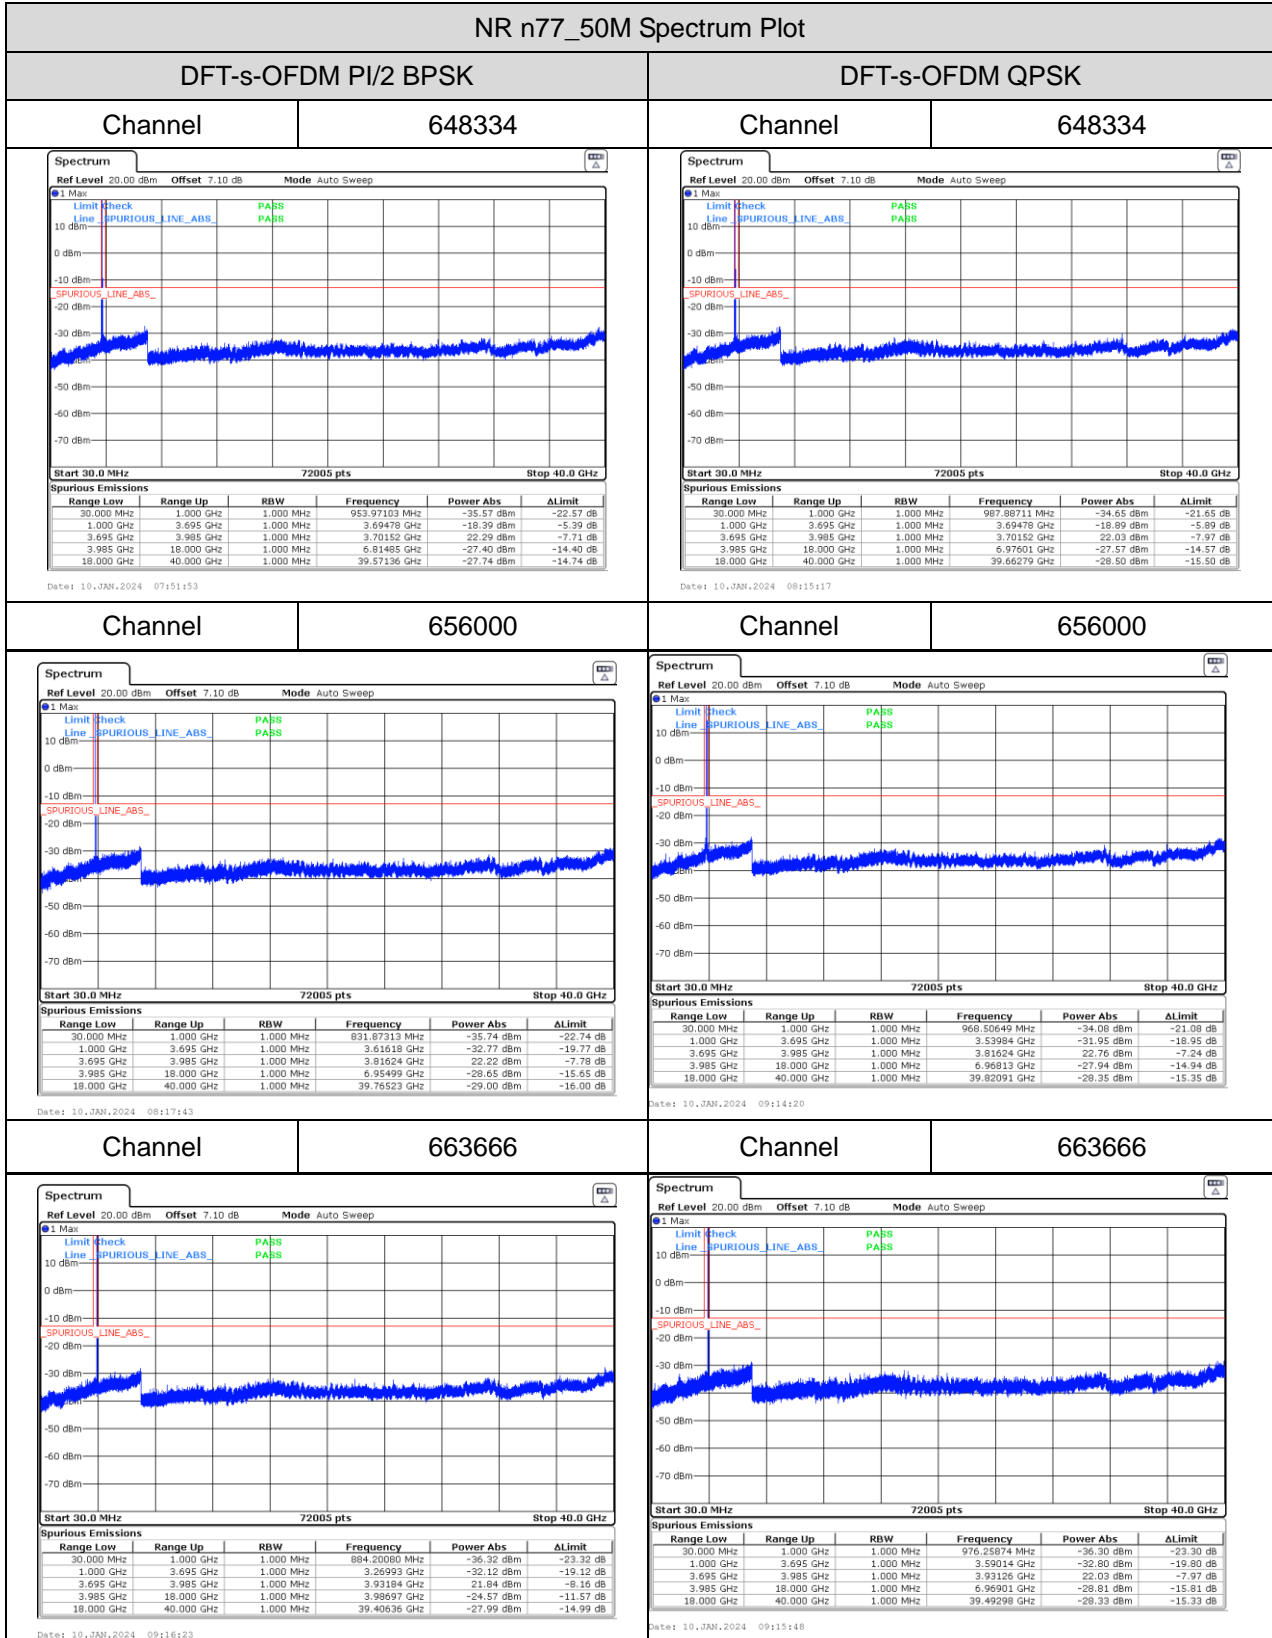 NR n77_50M Spectrum Plot
DFT-s-OFDM PI/2 BPSK
DFT-s-OFDM QPSK
Channel 648334
Channel 648334
Spectrum
Ref Level 20.00 dBm Offset 7.10 dB Mode Auto Sweep
1 Max
Limit Check PASS
Line _SPURIOUS_LINE_ABS_ PASS
10 dBm
0 dBm
-10 dBm
_SPURIOUS_LINE_ABS_
-20 dBm
-30 dBm
-50 dBm
-60 dBm
-70 dBm
Start 30.0 MHz 72005 pts Stop 40.0 GHz
Spurious Emissions
Range Low Range Up RBW Frequency Power Abs ΔLimit
30.000 MHz 1.000 GHz 1.000 MHz 953.97103 MHz -35.57 dBm -22.57 dB
1.000 GHz 3.695 GHz 1.000 MHz 3.69478 GHz -18.39 dBm -5.39 dB
3.695 GHz 3.985 GHz 1.000 MHz 3.70152 GHz 22.29 dBm -7.71 dB
3.985 GHz 18.000 GHz 1.000 MHz 6.81485 GHz -27.40 dBm -14.40 dB
18.000 GHz 40.000 GHz 1.000 MHz 39.57136 GHz -27.74 dBm -14.74 dB
Date: 10.JAN.2024 07:51:53
Spectrum
Ref Level 20.00 dBm Offset 7.10 dB Mode Auto Sweep
1 Max
Limit Check PASS
Line _SPURIOUS_LINE_ABS_ PASS
10 dBm
0 dBm
-10 dBm
_SPURIOUS_LINE_ABS_
-20 dBm
-30 dBm
-50 dBm
-60 dBm
-70 dBm
Start 30.0 MHz 72005 pts Stop 40.0 GHz
Spurious Emissions
Range Low Range Up RBW Frequency Power Abs ΔLimit
30.000 MHz 1.000 GHz 1.000 MHz 987.88711 MHz -34.65 dBm -21.65 dB
1.000 GHz 3.695 GHz 1.000 MHz 3.69478 GHz -18.89 dBm -5.89 dB
3.695 GHz 3.985 GHz 1.000 MHz 3.70152 GHz 22.03 dBm -7.97 dB
3.985 GHz 18.000 GHz 1.000 MHz 6.97601 GHz -27.57 dBm -14.57 dB
18.000 GHz 40.000 GHz 1.000 MHz 39.66279 GHz -28.50 dBm -15.50 dB
Date: 10.JAN.2024 08:15:17
Channel 656000
Channel 656000
Spectrum
Ref Level 20.00 dBm Offset 7.10 dB Mode Auto Sweep
1 Max
Limit Check PASS
Line _SPURIOUS_LINE_ABS_ PASS
10 dBm
0 dBm
-10 dBm
_SPURIOUS_LINE_ABS_
-20 dBm
-30 dBm
-50 dBm
-60 dBm
-70 dBm
Start 30.0 MHz 72005 pts Stop 40.0 GHz
Spurious Emissions
Range Low Range Up RBW Frequency Power Abs ΔLimit
30.000 MHz 1.000 GHz 1.000 MHz 831.87313 MHz -35.74 dBm -22.74 dB
1.000 GHz 3.695 GHz 1.000 MHz 3.61618 GHz -32.77 dBm -19.77 dB
3.695 GHz 3.985 GHz 1.000 MHz 3.81624 GHz 22.22 dBm -7.78 dB
3.985 GHz 18.000 GHz 1.000 MHz 6.95499 GHz -28.65 dBm -15.65 dB
18.000 GHz 40.000 GHz 1.000 MHz 39.76523 GHz -29.00 dBm -16.00 dB
Date: 10.JAN.2024 08:17:43
Spectrum
Ref Level 20.00 dBm Offset 7.10 dB Mode Auto Sweep
1 Max
Limit Check PASS
Line _SPURIOUS_LINE_ABS_ PASS
10 dBm
0 dBm
-10 dBm
_SPURIOUS_LINE_ABS_
-20 dBm
-30 dBm
-50 dBm
-60 dBm
-70 dBm
Start 30.0 MHz 72005 pts Stop 40.0 GHz
Spurious Emissions
Range Low Range Up RBW Frequency Power Abs ΔLimit
30.000 MHz 1.000 GHz 1.000 MHz 968.50649 MHz -34.08 dBm -21.08 dB
1.000 GHz 3.695 GHz 1.000 MHz 3.53984 GHz -31.95 dBm -18.95 dB
3.695 GHz 3.985 GHz 1.000 MHz 3.81624 GHz 22.76 dBm -7.24 dB
3.985 GHz 18.000 GHz 1.000 MHz 6.96813 GHz -27.94 dBm -14.94 dB
18.000 GHz 40.000 GHz 1.000 MHz 39.82091 GHz -28.35 dBm -15.35 dB
Date: 10.JAN.2024 09:14:20
Channel 663666
Channel 663666
Spectrum
Ref Level 20.00 dBm Offset 7.10 dB Mode Auto Sweep
1 Max
Limit Check PASS
Line _SPURIOUS_LINE_ABS_ PASS
10 dBm
0 dBm
-10 dBm
_SPURIOUS_LINE_ABS_
-20 dBm
-30 dBm
-50 dBm
-60 dBm
-70 dBm
Start 30.0 MHz 72005 pts Stop 40.0 GHz
Spurious Emissions
Range Low Range Up RBW Frequency Power Abs ΔLimit
30.000 MHz 1.000 GHz 1.000 MHz 884.20080 MHz -36.32 dBm -23.32 dB
1.000 GHz 3.695 GHz 1.000 MHz 3.26993 GHz -32.12 dBm -19.12 dB
3.695 GHz 3.985 GHz 1.000 MHz 3.93184 GHz 21.84 dBm -8.16 dB
3.985 GHz 18.000 GHz 1.000 MHz 3.98697 GHz -24.57 dBm -11.57 dB
18.000 GHz 40.000 GHz 1.000 MHz 39.40636 GHz -27.99 dBm -14.99 dB
Date: 10.JAN.2024 09:16:23
Spectrum
Ref Level 20.00 dBm Offset 7.10 dB Mode Auto Sweep
1 Max
Limit Check PASS
Line _SPURIOUS_LINE_ABS_ PASS
10 dBm
0 dBm
-10 dBm
_SPURIOUS_LINE_ABS_
-20 dBm
-30 dBm
-50 dBm
-60 dBm
-70 dBm
Start 30.0 MHz 72005 pts Stop 40.0 GHz
Spurious Emissions
Range Low Range Up RBW Frequency Power Abs ΔLimit
30.000 MHz 1.000 GHz 1.000 MHz 976.25874 MHz -36.30 dBm -23.30 dB
1.000 GHz 3.695 GHz 1.000 MHz 3.59014 GHz -32.80 dBm -19.80 dB
3.695 GHz 3.985 GHz 1.000 MHz 3.93126 GHz 22.03 dBm -7.97 dB
3.985 GHz 18.000 GHz 1.000 MHz 6.96901 GHz -28.81 dBm -15.81 dB
18.000 GHz 40.000 GHz 1.000 MHz 39.49298 GHz -28.33 dBm -15.33 dB
Date: 10.JAN.2024 09:15:48